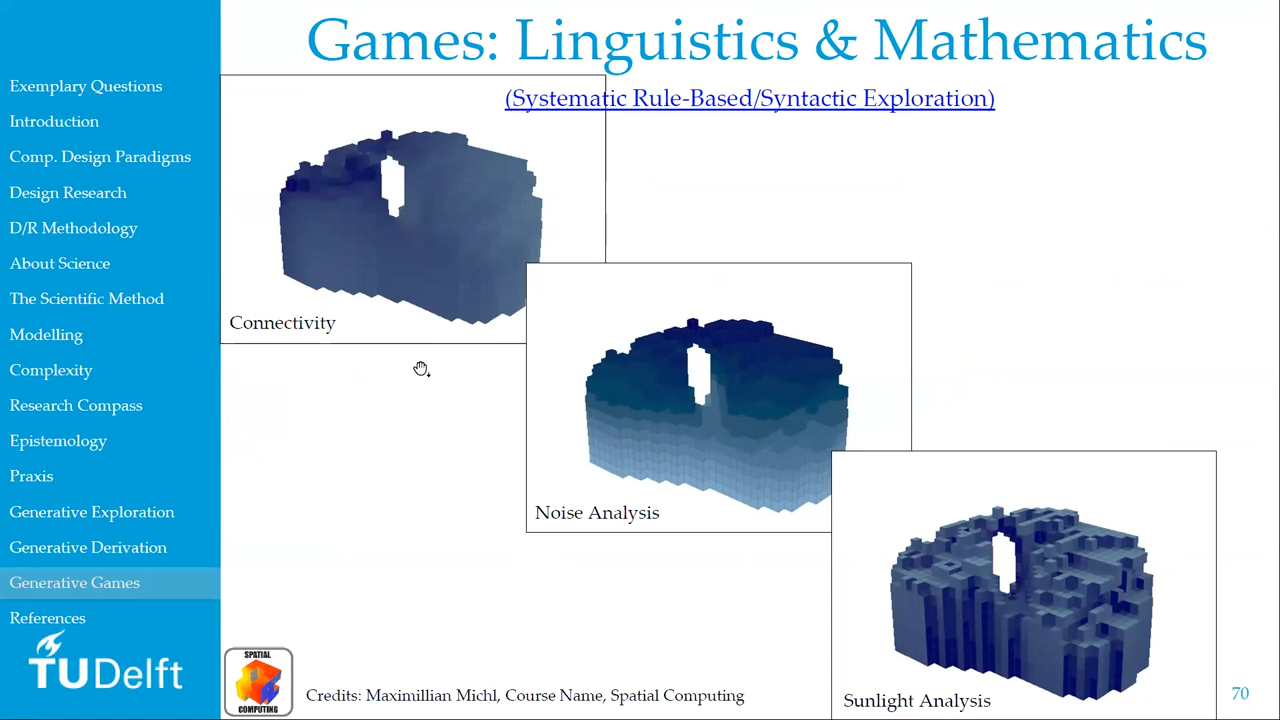 Games: Linguistics & Mathematics
(Systematic Rule-Based/Syntactic Exploration)
Exemplary Questions
Introduction
Comp. Design Paradigms
Design Research
D/R Methodology
About Science
The Scientific Method
Modelling
Complexity
Research Compass
Epistemology
Praxis
Generative Exploration
Generative Derivation
Generative Games
References
TUDelft
Connectivity
Noise Analysis
Sunlight Analysis
SPATIAL
COMPUTING
Credits: Maximillian Michl, Course Name, Spatial Computing
70